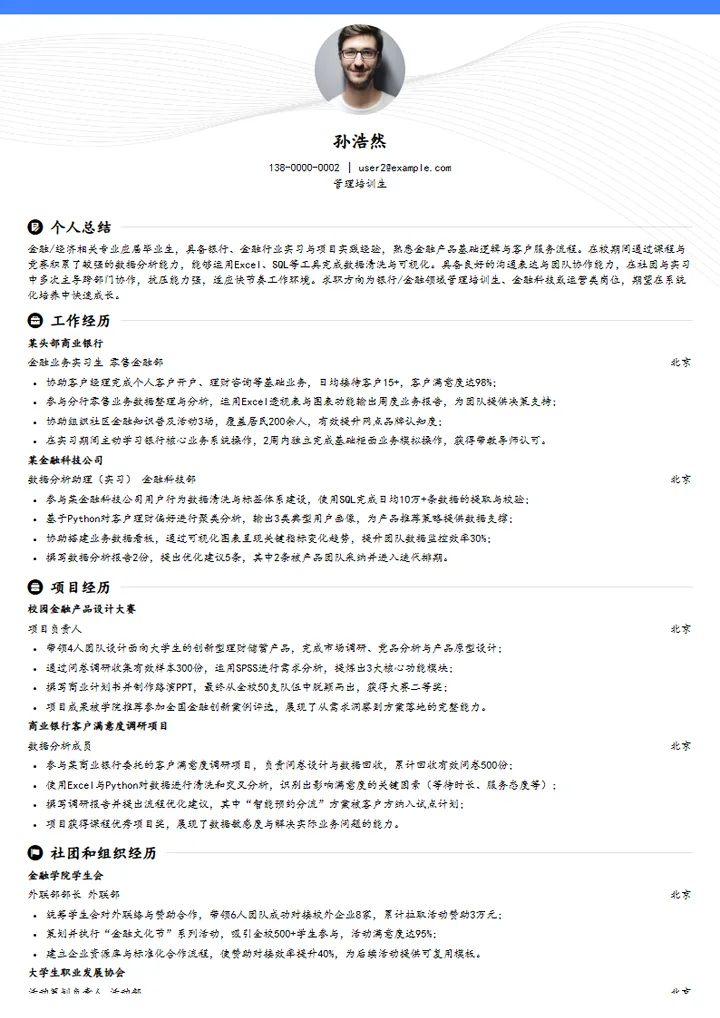 孙浩然
138-0000-0002 | user2@example.com
管理培训生
个人总结
金融/经济相关专业应届毕业生，具备银行、金融行业实习与项目实践经验，熟悉金融产品基础逻辑与客户服务流程。在校期间通过课程与
竞赛积累了较强的数据分析能力，能够运用Excel、SQL等工具完成数据清洗与可视化。具备良好的沟通表达与团队协作能力，在社团与实习
中多次主导跨部门协作，抗压能力强，适应快节奏工作环境。求职方向为银行/金融领域管理培训生、金融科技或运营类岗位，期望在系统
化培养中快速成长。
工作经历
某头部商业银行
金融业务实习生 零售金融部 北京
• 协助客户经理完成个人客户开户、理财咨询等基础业务，日均接待客户15+，客户满意度达98%；
• 参与分行零售业务数据整理与分析，运用Excel透视表与图表功能输出周度业务报告，为团队提供决策支持；
• 协助组织社区金融知识普及活动3场，覆盖居民200余人，有效提升网点品牌认知度；
• 在实习期间主动学习银行核心业务系统操作，2周内独立完成基础柜面业务模拟操作，获得带教导师认可。
某金融科技公司
数据分析助理（实习） 金融科技部 北京
• 参与某金融科技公司用户行为数据清洗与标签体系建设，使用SQL完成日均10万+条数据的提取与校验；
• 基于Python对客户理财偏好进行聚类分析，输出3类典型用户画像，为产品推荐策略提供数据支撑；
• 协助搭建业务数据看板，通过可视化图表呈现关键指标变化趋势，提升团队数据监控效率30%；
• 撰写数据分析报告2份，提出优化建议5条，其中2条被产品团队采纳并进入迭代排期。
项目经历
校园金融产品设计大赛
项目负责人 北京
• 带领4人团队设计面向大学生的创新型理财储蓄产品，完成市场调研、竞品分析与产品原型设计；
• 通过问卷调研收集有效样本300份，运用SPSS进行需求分析，提炼出3大核心功能模块；
• 撰写商业计划书并制作路演PPT，最终从全校50支队伍中脱颖而出，获得大赛二等奖；
• 项目成果被学院推荐参加全国金融创新案例评选，展现了从需求洞察到方案落地的完整能力。
商业银行客户满意度调研项目
数据分析成员 北京
• 参与某商业银行委托的客户满意度调研项目，负责问卷设计与数据回收，累计回收有效问卷500份；
• 使用Excel与Python对数据进行清洗和交叉分析，识别出影响满意度的关键因素（等待时长、服务态度等）；
• 撰写调研报告并提出流程优化建议，其中“智能预约分流”方案被客户方纳入试点计划；
• 项目获得课程优秀项目奖，展现了数据敏感度与解决实际业务问题的能力。
社团和组织经历
金融学院学生会
外联部部长 外联部 北京
• 统筹学生会对外联络与赞助合作，带领6人团队成功对接校外企业8家，累计拉取活动赞助3万元；
• 策划并执行“金融文化节”系列活动，吸引全校500+学生参与，活动满意度达95%；
• 建立企业资源库与标准化合作流程，使赞助对接效率提升40%，为后续活动提供可复用模板。
大学生职业发展协会
活动策划负责人 活动部 北京